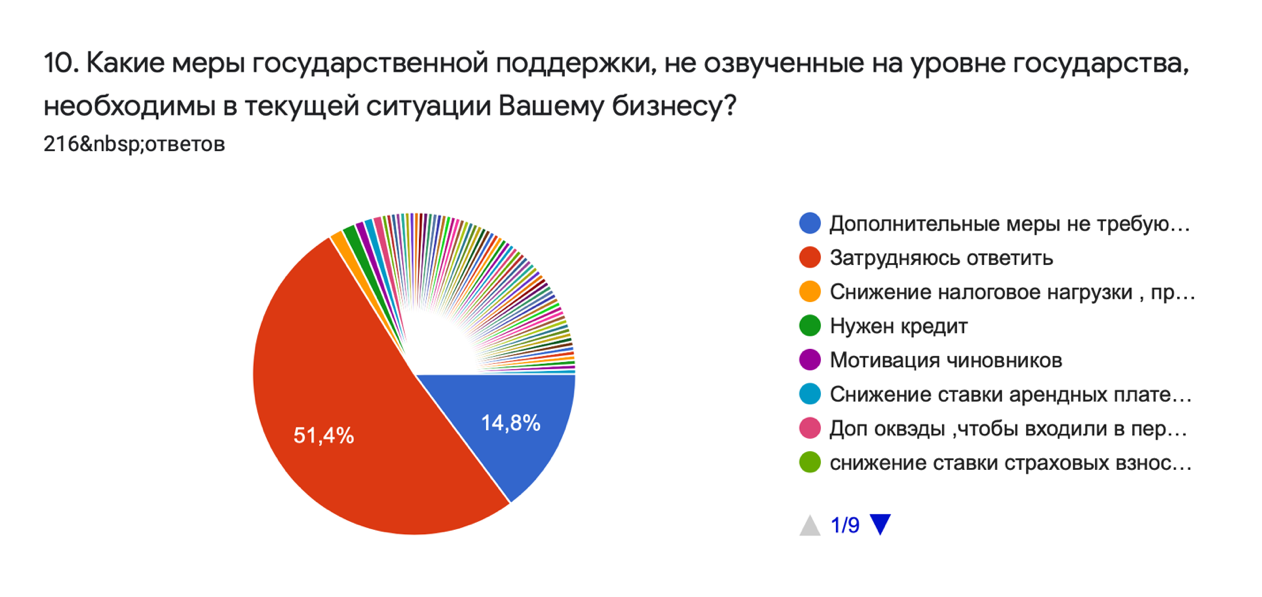 10. Какие меры государственной поддержки, не озвученные на уровне государства,
необходимы в текущей ситуации Вашему бизнесу?
216&nbsp;ответов
51,4%
14,8%
Дополнительные меры не требую...
Затрудняюсь ответить
Снижение налоговое нагрузки , пр...
Нужен кредит
Мотивация чиновников
Снижение ставки арендных плате...
Доп оквэды ,чтобы входили в пер...
снижение ставки страховых взнос...
1/9